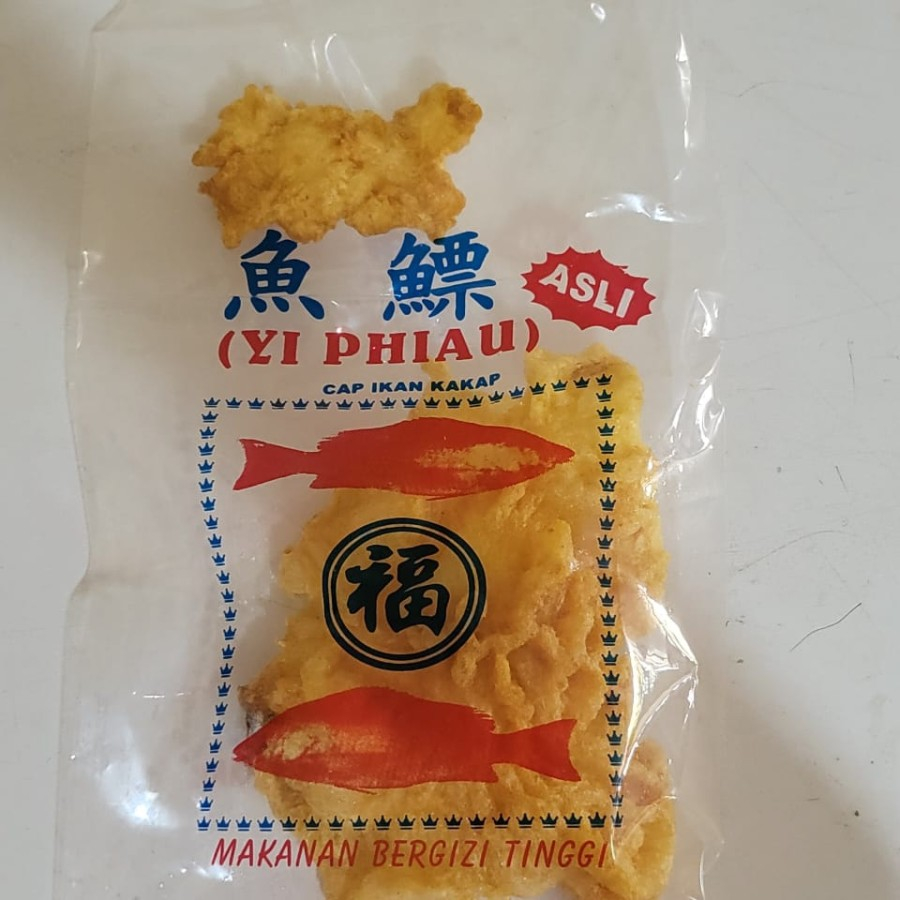 魚 鰾
ASLI
(YI PHIAU)
CAP IKAN KAKAP
福
MAKANAN BERGIZI TINGGI